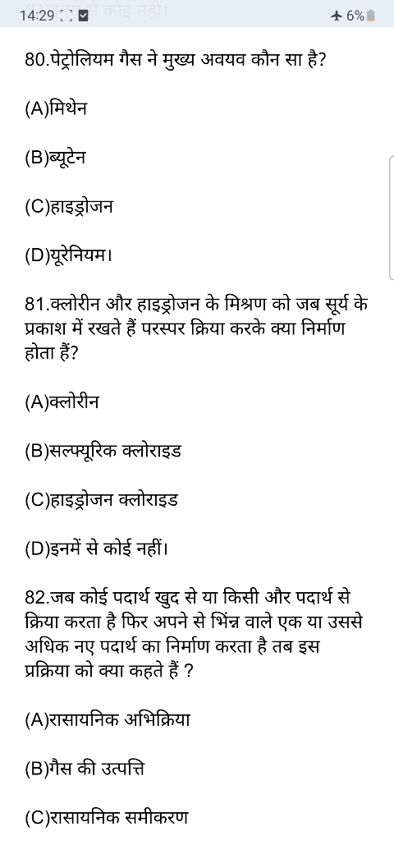 14:29
6%
80.पेट्रोलियम गैस ने मुख्य अवयव कौन सा है?
(A)मिथेन
(B)ब्यूटेन
(C)हाइड्रोजन
(D)यूरेनियम।
81.क्लोरीन और हाइड्रोजन के मिश्रण को जब सूर्य के
प्रकाश में रखते हैं परस्पर क्रिया करके क्या निर्माण
होता हैं?
(A)क्लोरीन
(B)सल्फ्यूरिक क्लोराइड
(C)हाइड्रोजन क्लोराइड
(D)इनमें से कोई नहीं।
82.जब कोई पदार्थ खुद से या किसी और पदार्थ से
क्रिया करता है फिर अपने से भिंन्न वाले एक या उससे
अधिक नए पदार्थ का निर्माण करता है तब इस
प्रक्रिया को क्या कहते हैं ?
(A)रासायनिक अभिक्रिया
(B)गैस की उत्पत्ति
(C)रासायनिक समीकरण